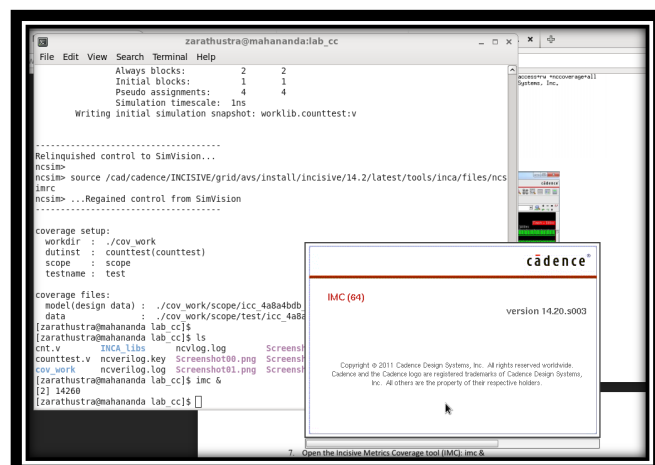 zarathustra@mahananda:lab_cc
File Edit View Search Terminal Help
Always blocks: 2 2
Initial blocks: 1 1
Pseudo assignments: 4 4
Simulation timescale: 1ns
Writing initial simulation snapshot: worklib.counttest:v
-------------------------------------
Relinquished control to SimVision...
ncsim>
ncsim> source /cad/cadence/INCISIVE/grid/avs/install/incisive/14.2/latest/tools/inca/files/ncs
imrc
ncsim> ...Regained control from SimVision
-------------------------------------
coverage setup:
workdir : ./cov_work
dutinst : counttest(counttest)
scope : scope
testname : test
coverage files:
model(design data) : ./cov_work/scope/icc_4a8a4bdb_
data : ./cov_work/scope/test/icc_4a8a
[zarathustra@mahananda lab_cc]$
[zarathustra@mahananda lab_cc]$ ls
cnt.v INCA_libs ncvlog.log Screensh
counttest.v ncverilog.key Screenshot00.png Screensh
cov_work ncverilog.log Screenshot01.png Screensh
[zarathustra@mahananda lab_cc]$ imc &
[2] 14260
[zarathustra@mahananda lab_cc]$
access+rw +nccoverage+all
Systems, Inc.
cādence
cādence®
IMC (64)
version 14.20.s003
Copyright © 2011 Cadence Design Systems, Inc. All rights reserved worldwide.
Cadence and the Cadence logo are registered trademarks of Cadence Design Systems,
Inc. All others are the property of their respective holders.
7. Open the Incisive Metrics Coverage tool (IMC): imc &